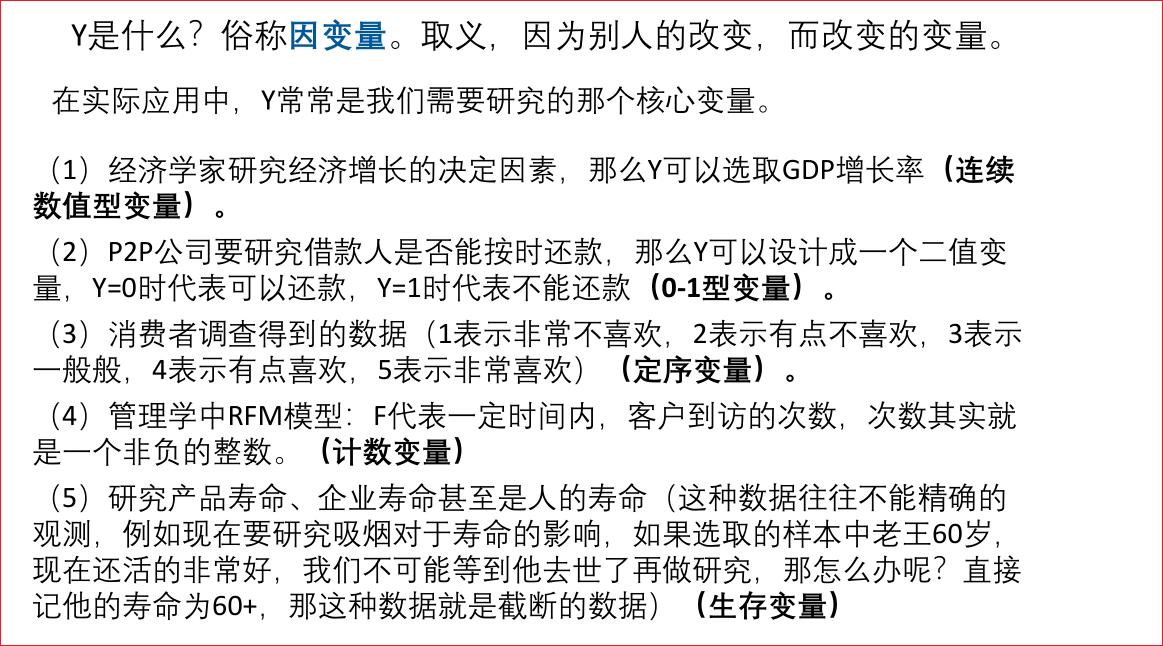 Y是什么？俗称因变量。取义，因为别人的改变，而改变的变量。
在实际应用中，Y常常是我们需要研究的那个核心变量。
（1）经济学家研究经济增长的决定因素，那么Y可以选取GDP增长率（连续
数值型变量）。
（2）P2P公司要研究借款人是否能按时还款，那么Y可以设计成一个二值变
量，Y=0时代表可以还款，Y=1时代表不能还款（0-1型变量）。
（3）消费者调查得到的数据（1表示非常不喜欢，2表示有点不喜欢，3表示
一般般，4表示有点喜欢，5表示非常喜欢）（定序变量）。
（4）管理学中RFM模型：F代表一定时间内，客户到访的次数，次数其实就
是一个非负的整数。（计数变量）
（5）研究产品寿命、企业寿命甚至是人的寿命（这种数据往往不能精确的
观测，例如现在要研究吸烟对于寿命的影响，如果选取的样本中老王60岁，
现在还活的非常好，我们不可能等到他去世了再做研究，那怎么办呢？直接
记他的寿命为60+，那这种数据就是截断的数据）（生存变量）